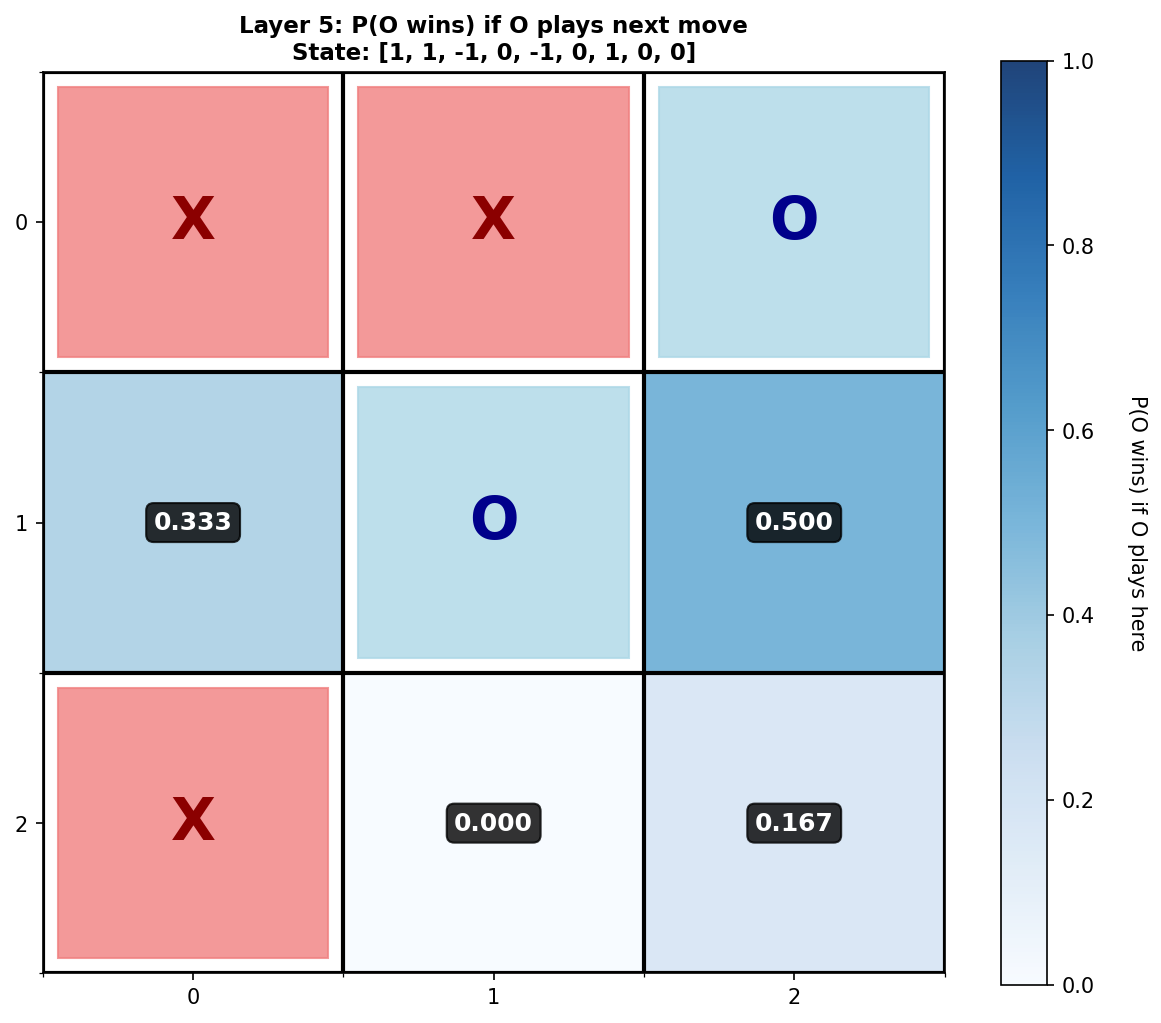 Layer 5: P(O wins) if O plays next move
State: [1, 1, -1, 0, -1, 0, 1, 0, 0]
0
X
X
O
1
0.333
O
0.500
2
X
0.000
0.167
0
1
2
1.0
0.8
0.6
0.4
0.2
0.0
P(O wins) if O plays here